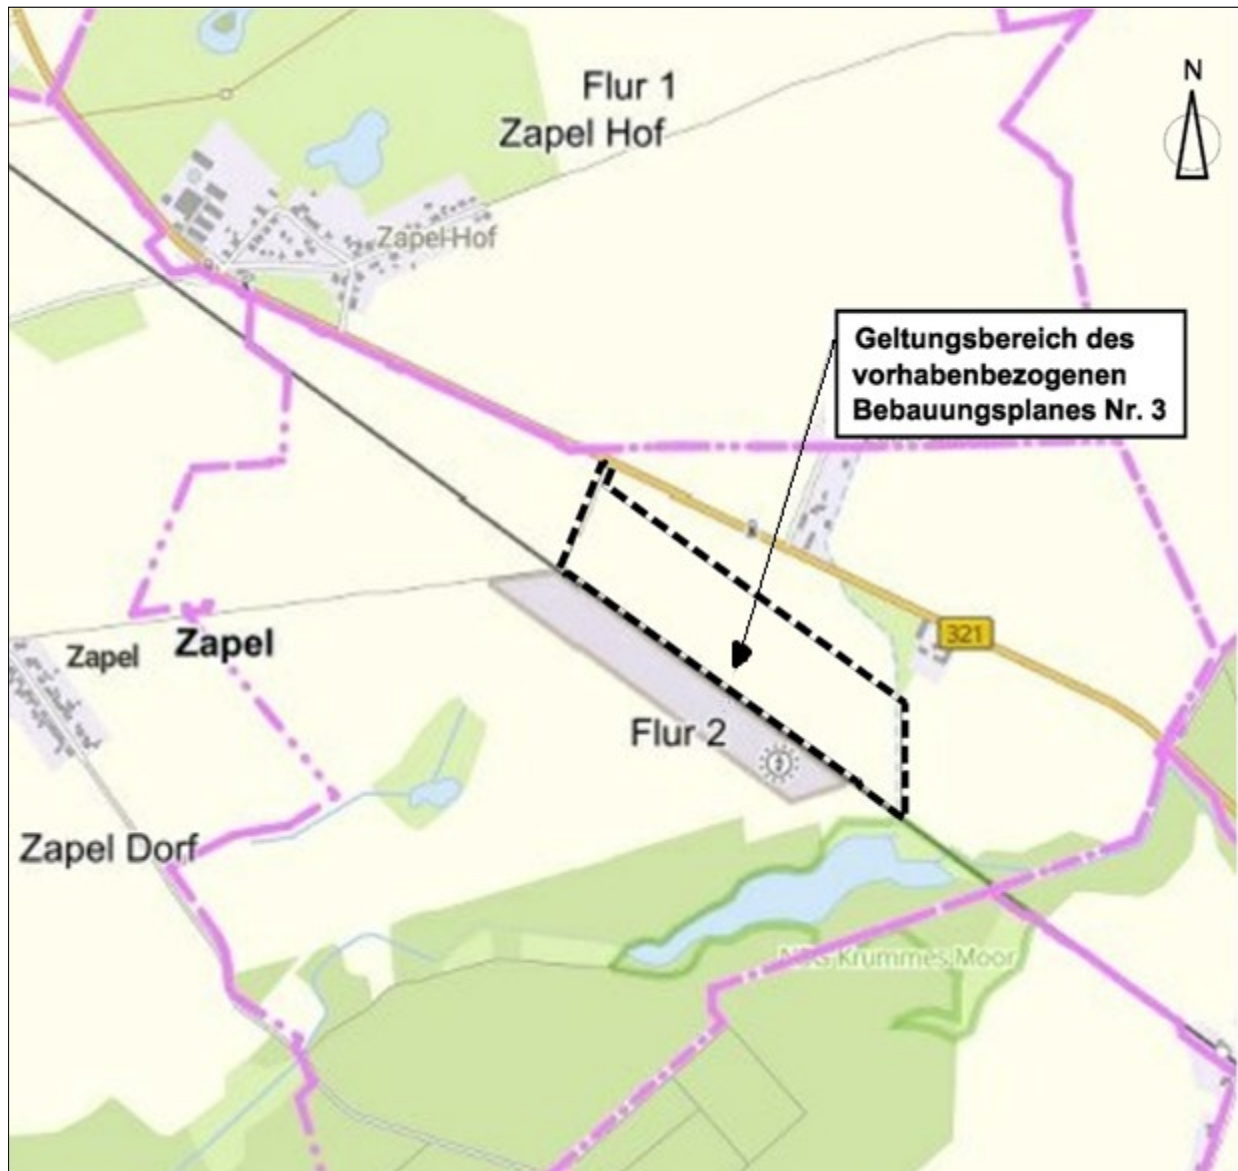 Flur 1
Zapel Hof
N
Zapel Hof
Geltungsbereich des
vorhabenbezogenen
Bebauungsplanes Nr. 3
321
Zapel
Zapel
Flur 2
Zapel Dorf
NSG Krummes Moor